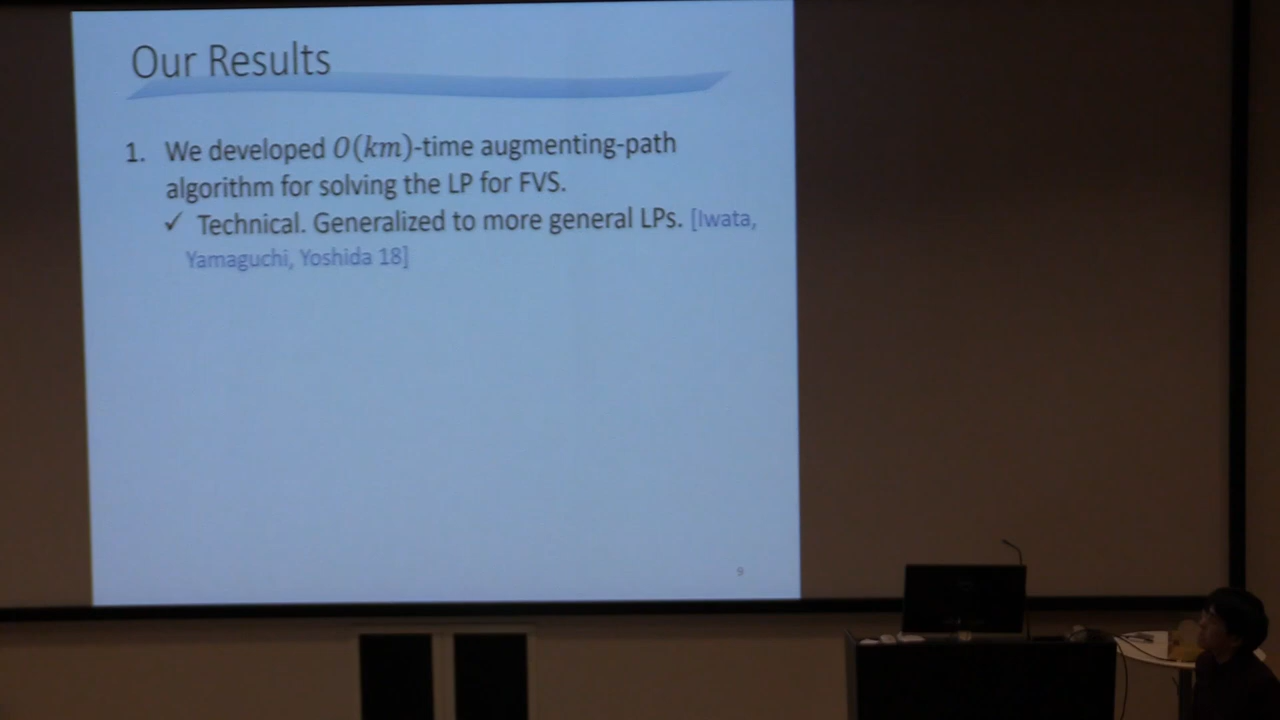 Our Results
1. We developed O(km)-time augmenting-path
algorithm for solving the LP for FVS.
✓ Technical. Generalized to more general LPs. [Iwata,
Yamaguchi, Yoshida 18]
9